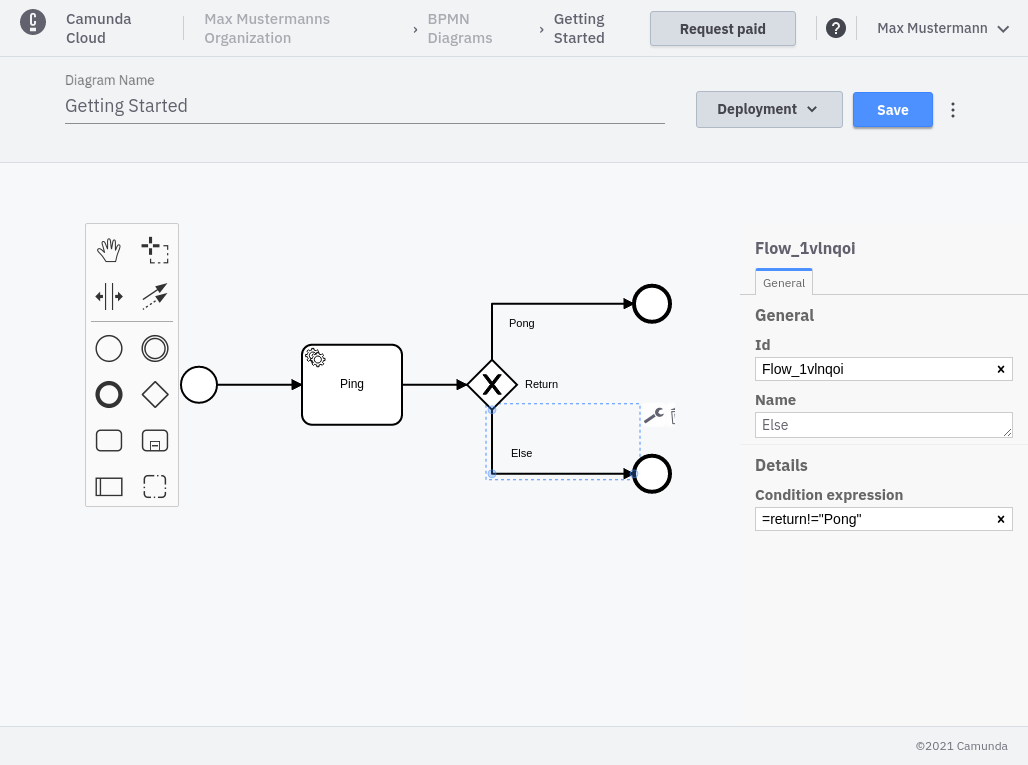 Camunda Cloud
Max Mustermanns Organization
› BPMN Diagrams
› Getting Started
Request paid
?
Max Mustermann
Diagram Name
Getting Started
Deployment
Save
Flow_1vlnqoi
General
General
Id
Flow_1vlnqoi ×
Name
Else
Details
Condition expression
=return!="Pong" ×
Pong
Ping
Return
Else
©2021 Camunda